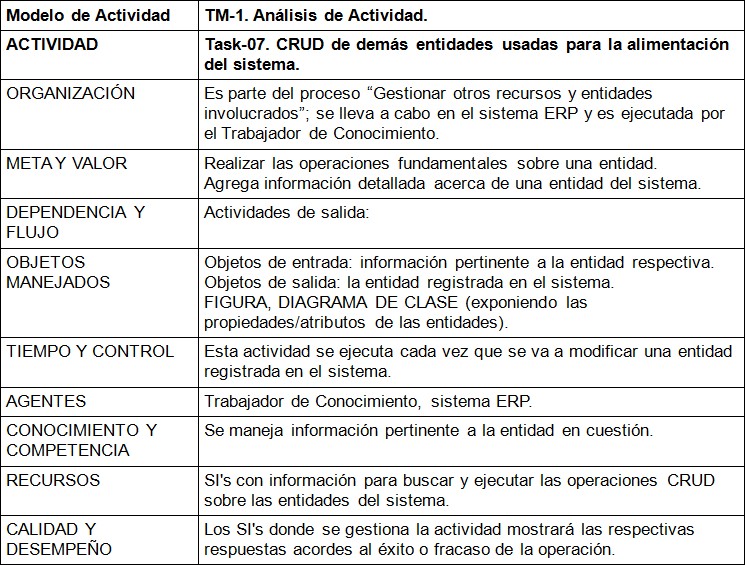 Modelo de Actividad TM-1. Análisis de Actividad.
ACTIVIDAD Task-07. CRUD de demás entidades usadas para la alimentación
del sistema.
ORGANIZACIÓN Es parte del proceso “Gestionar otros recursos y entidades
involucrados”; se lleva a cabo en el sistema ERP y es ejecutada por
el Trabajador de Conocimiento.
META Y VALOR Realizar las operaciones fundamentales sobre una entidad.
Agrega información detallada acerca de una entidad del sistema.
DEPENDENCIA Y Actividades de salida:
FLUJO
OBJETOS Objetos de entrada: información pertinente a la entidad respectiva.
MANEJADOS Objetos de salida: la entidad registrada en el sistema.
FIGURA, DIAGRAMA DE CLASE (exponiendo las
propiedades/atributos de las entidades).
TIEMPO Y CONTROL Esta actividad se ejecuta cada vez que se va a modificar una entidad
registrada en el sistema.
AGENTES Trabajador de Conocimiento, sistema ERP.
CONOCIMIENTO Y Se maneja información pertinente a la entidad en cuestión.
COMPETENCIA
RECURSOS SI's con información para buscar y ejecutar las operaciones CRUD
sobre las entidades del sistema.
CALIDAD Y Los SI's donde se gestiona la actividad mostrará las respectivas
DESEMPEÑO respuestas acordes al éxito o fracaso de la operación.